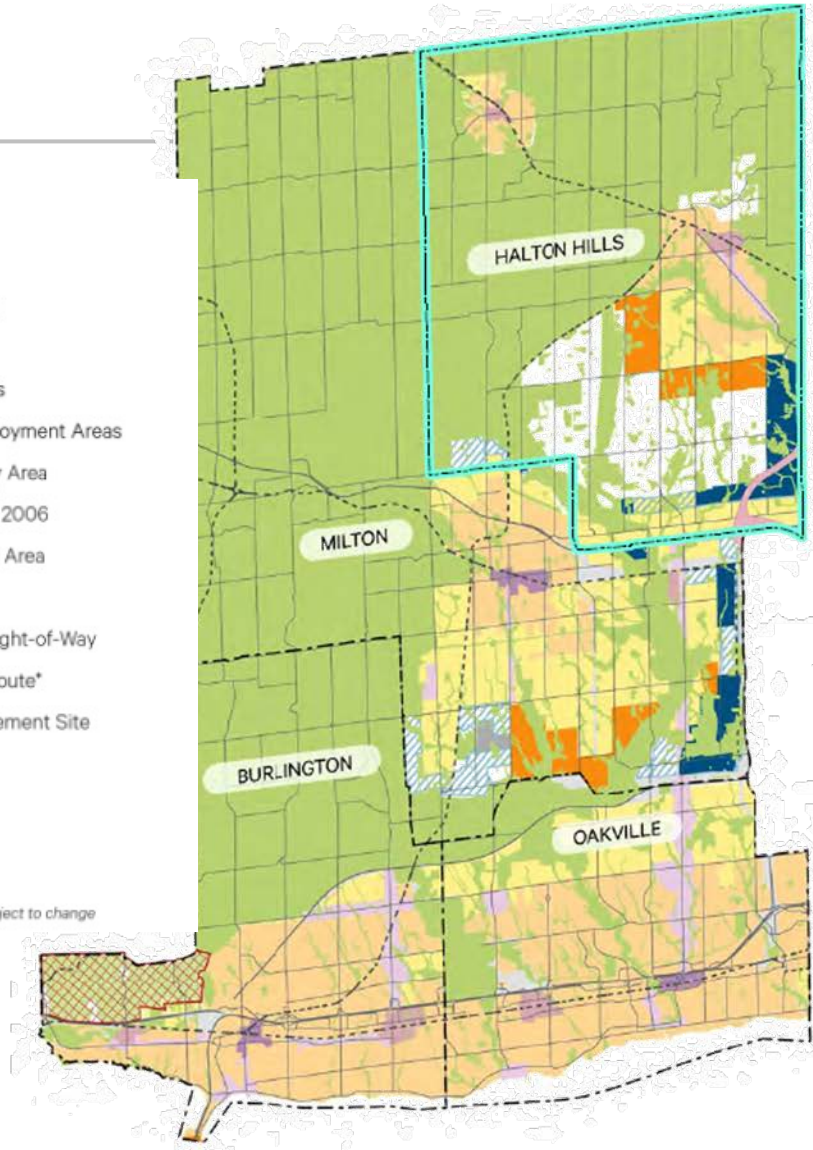 s
oyment Areas
Area
2006
Area
ght-of-Way
oute*
ement Site
ject to change
HALTON HILLS
MILTON
BURLINGTON
OAKVILLE